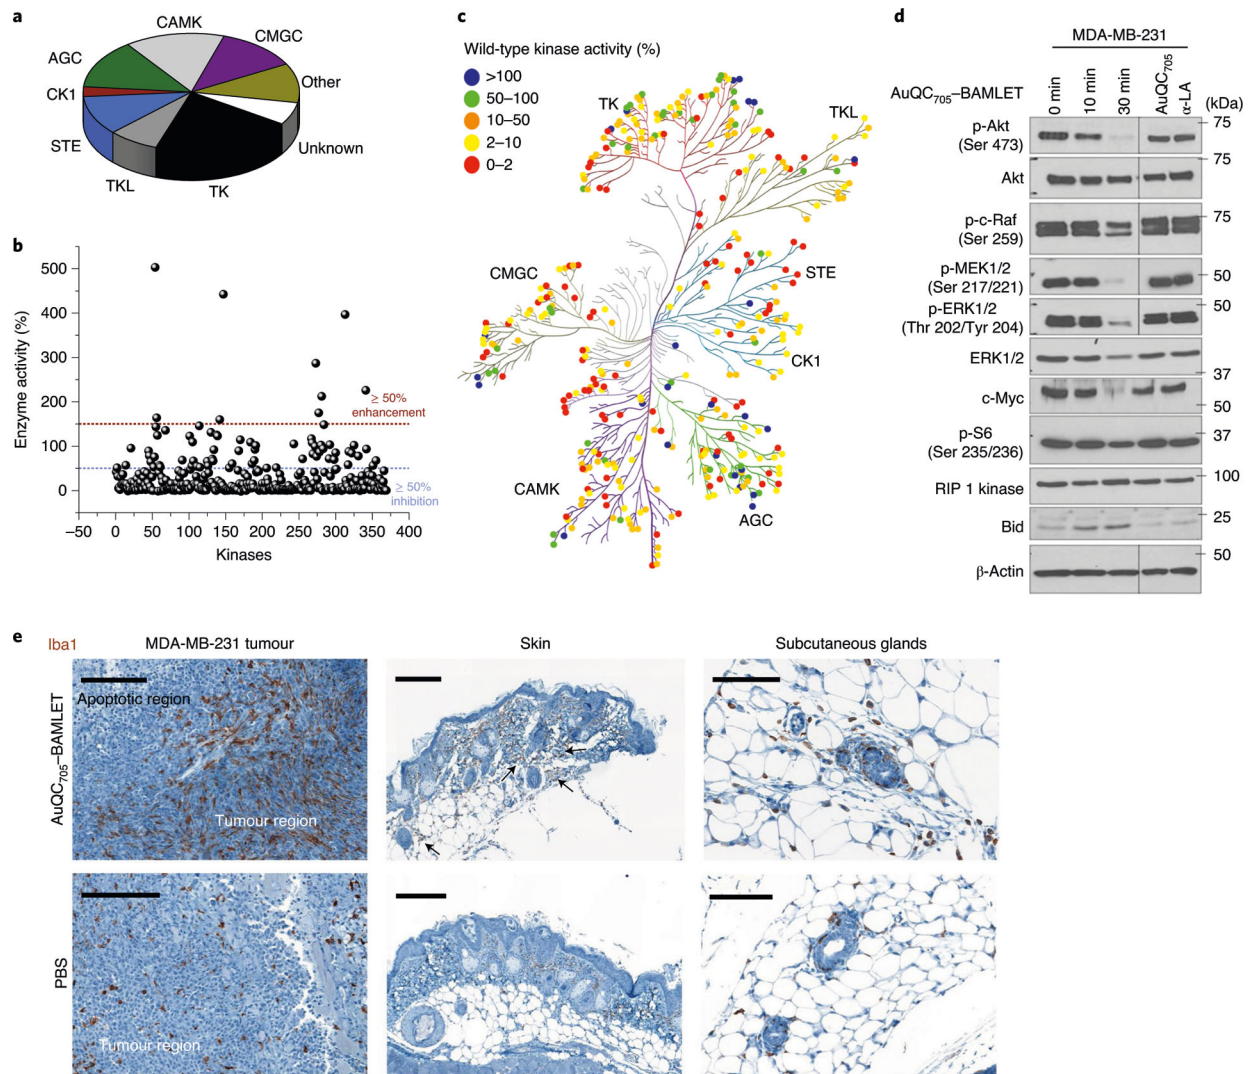 a
CAMK
CMGC
AGC
Other
CK1
STE
Unknown
TKL
TK
b
500
400
300
200
100
0
Enzyme activity (%)
≥ 50%
enhancement
≥ 50%
inhibition
−50
0
50
100
150
200
250
300
350
400
Kinases
c
Wild-type kinase activity (%)
>100
50–100
10–50
2–10
0–2
TK
TKL
CMGC
STE
CK1
CAMK
AGC
d
MDA-MB-231
AuQC705–BAMLET
0 min
10 min
30 min
AuQC705
α-LA
(kDa)
p-Akt
(Ser 473)
75
Akt
75
p-c-Raf
(Ser 259)
75
p-MEK1/2
(Ser 217/221)
50
p-ERK1/2
(Thr 202/Tyr 204)
50
ERK1/2
37
c-Myc
50
p-S6
(Ser 235/236)
37
RIP 1 kinase
100
Bid
25
β-Actin
50
e
Iba1
MDA-MB-231 tumour
Skin
Subcutaneous glands
AuQC705–BAMLET
Apoptotic region
Tumour region
PBS
Tumour region